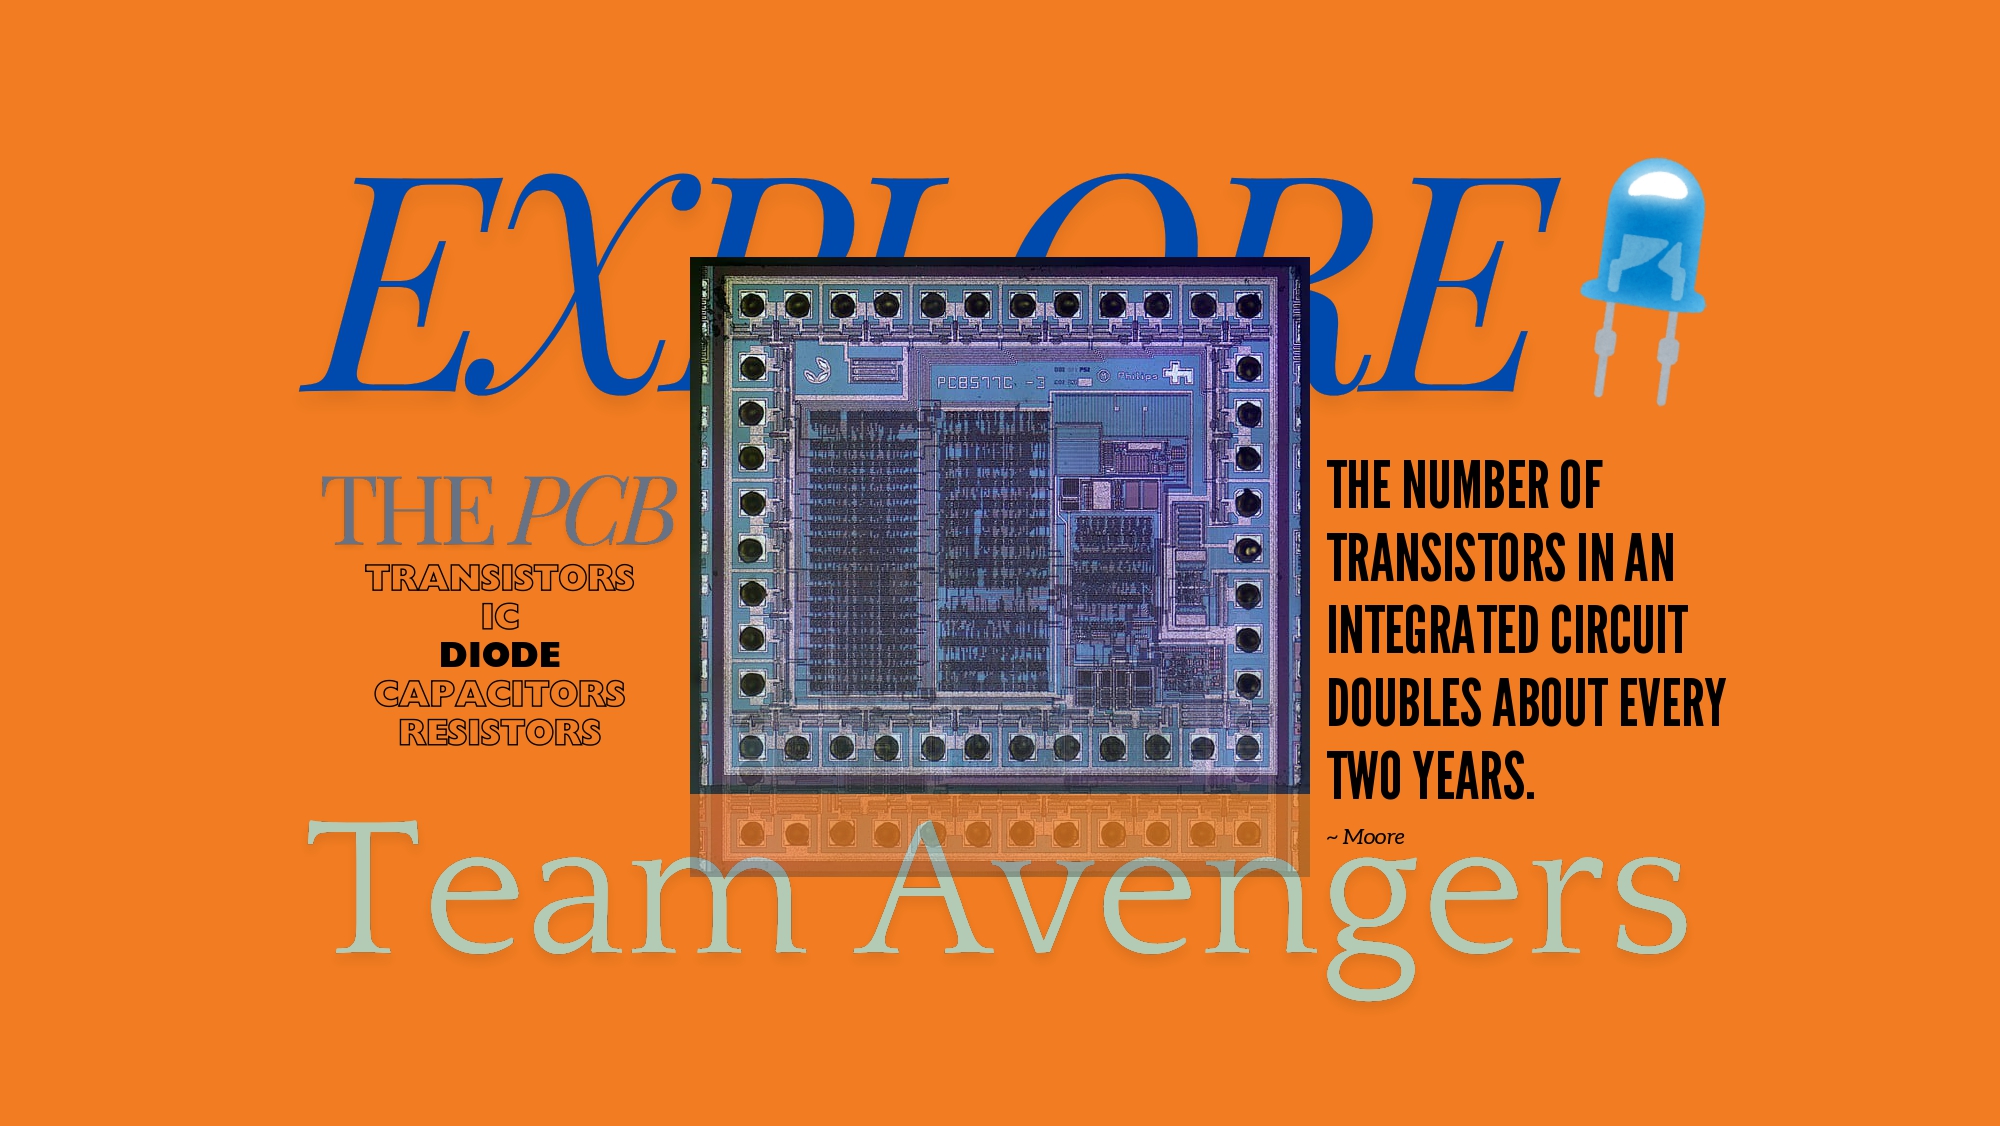 EXPLORE
THE PCB
TRANSISTORS
IC
DIODE
CAPACITORS
RESISTORS
PCB577C -3
Philips
THE NUMBER OF
TRANSISTORS IN AN
INTEGRATED CIRCUIT
DOUBLES ABOUT EVERY
TWO YEARS.
~ Moore
Team Avengers